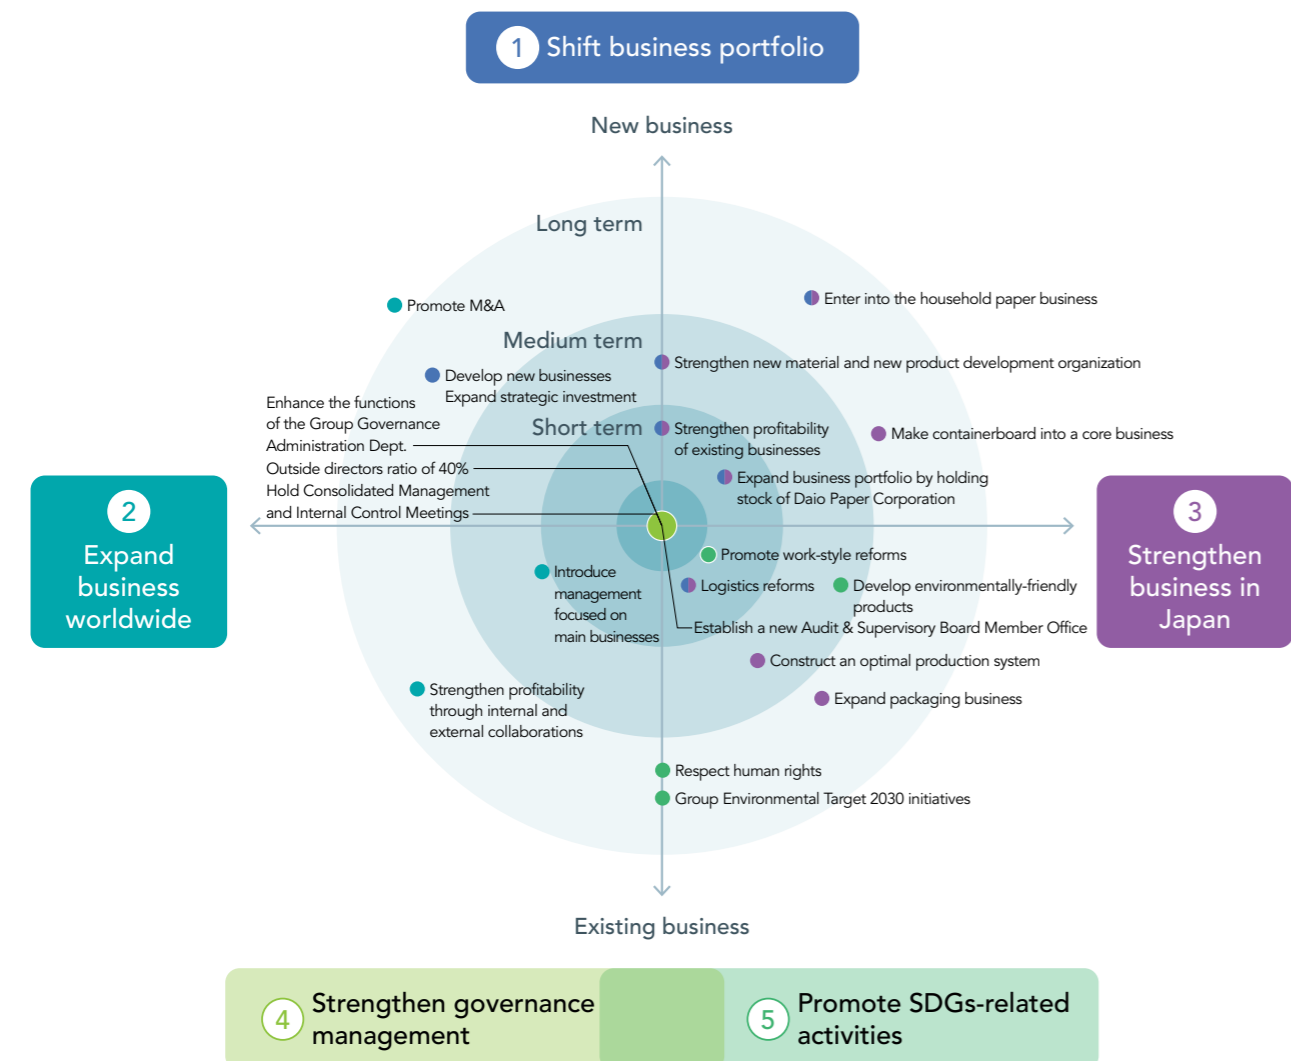 1 Shift business portfolio
New business
Long term
Promote M&A
Enter into the household paper business
Medium term
Strengthen new material and new product development organization
Develop new businesses
Expand strategic investment
Enhance the functions
of the Group Governance
Administration Dept.
Short term
Strengthen profitability
of existing businesses
Make containerboard into a core business
Outside directors ratio of 40%
Hold Consolidated Management
and Internal Control Meetings
Expand business portfolio by holding
stock of Daio Paper Corporation
2
Expand
business
worldwide
3
Strengthen
business in
Japan
Promote work-style reforms
Introduce
management
focused on
main businesses
Logistics reforms
Develop environmentally-friendly
products
Establish a new Audit & Supervisory Board Member Office
Construct an optimal production system
Strengthen profitability
through internal and
external collaborations
Expand packaging business
Respect human rights
Group Environmental Target 2030 initiatives
Existing business
4 Strengthen governance
management
5 Promote SDGs-related
activities